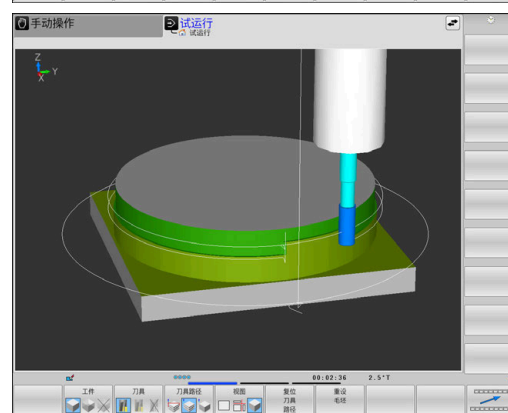 手动操作
试运行
试运行
Z
Y
X
00:02:36 2.5*T
工件
刀具
刀具路径
视图
复位
刀具
路径
重设
毛坯